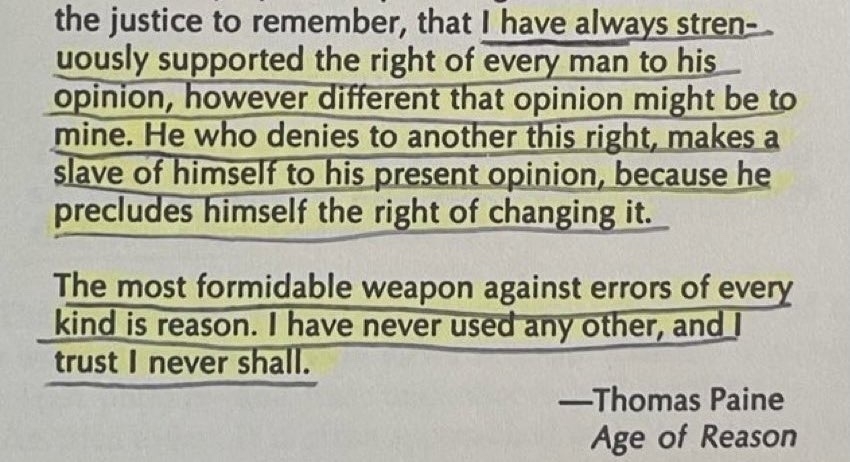 the justice to remember, that I have always stren-
uously supported the right of every man to his
opinion, however different that opinion might be to
mine. He who denies to another this right, makes a
slave of himself to his present opinion, because he
precludes himself the right of changing it.
The most formidable weapon against errors of every
kind is reason. I have never used any other, and I
trust I never shall.
—Thomas Paine
Age of Reason